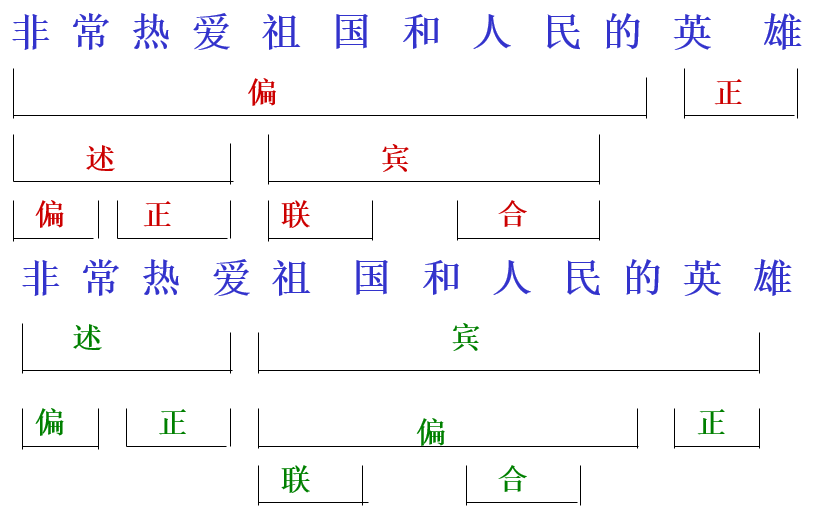 非常热爱祖国和人民的英雄
偏 正
述 宾
偏 正 联 合
非常热爱祖国和人民的英雄
述 宾
偏 正 偏 正
联 合